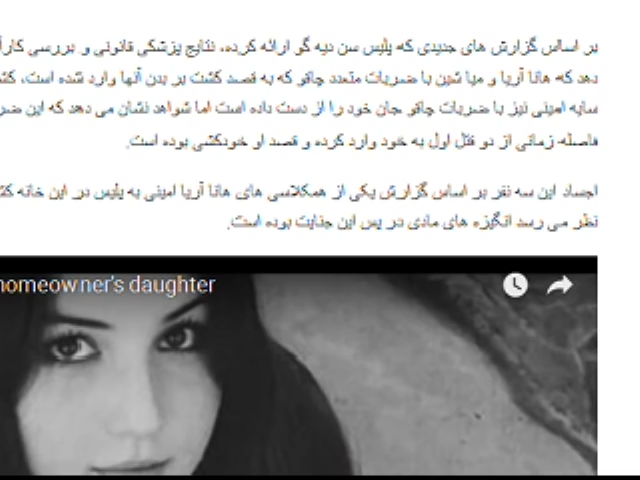 بر اساس گزارش های جدیدی که پلیس سن دیه گو ارائه کرده، نتایج پزشکی قانونی و بررسی
دهد که هانا آریا و میا شین با ضربات متعدد چاقو که به قصد کشت بر بدن آنها وارد شده است،
سایه امینی نیز با ضربات چاقو جان خود را از دست داده است اما شواهد نشان می دهد که این
فاصله زمانی از دو قتل اول به خود وارد کرده و قصد او خودکشی بوده است.
اجساد این سه نفر بر اساس گزارش یکی از همکلاسی های هانا آریا امینی به پلیس در این خانه
نظر می رسد انگیزه های مادی در پس این جنایت بوده است.
homeowner's daughter